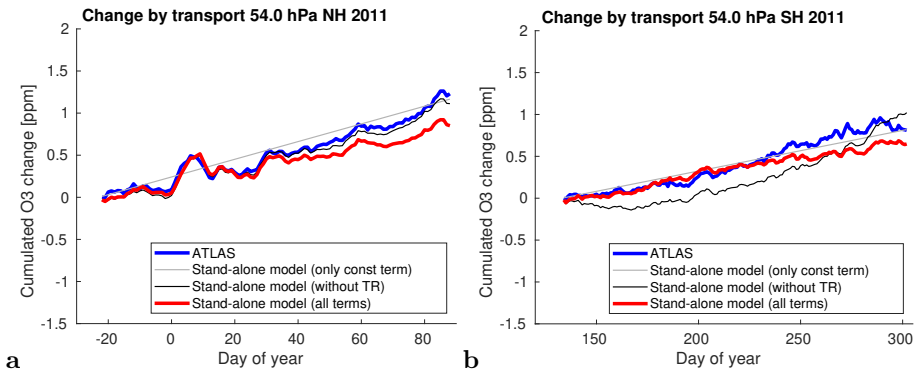 Change by transport 54.0 hPa NH 2011
Cumulated O3 change [ppm]
2
1.5
1
0.5
0
-0.5
-1
-1.5
ATLAS
Stand-alone model (only const term)
Stand-alone model (without TR)
Stand-alone model (all terms)
-20 0 20 40 60 80
Day of year
a
Change by transport 54.0 hPa SH 2011
Cumulated O3 change [ppm]
2
1.5
1
0.5
0
-0.5
-1
-1.5
ATLAS
Stand-alone model (only const term)
Stand-alone model (without TR)
Stand-alone model (all terms)
150 200 250 300
Day of year
b